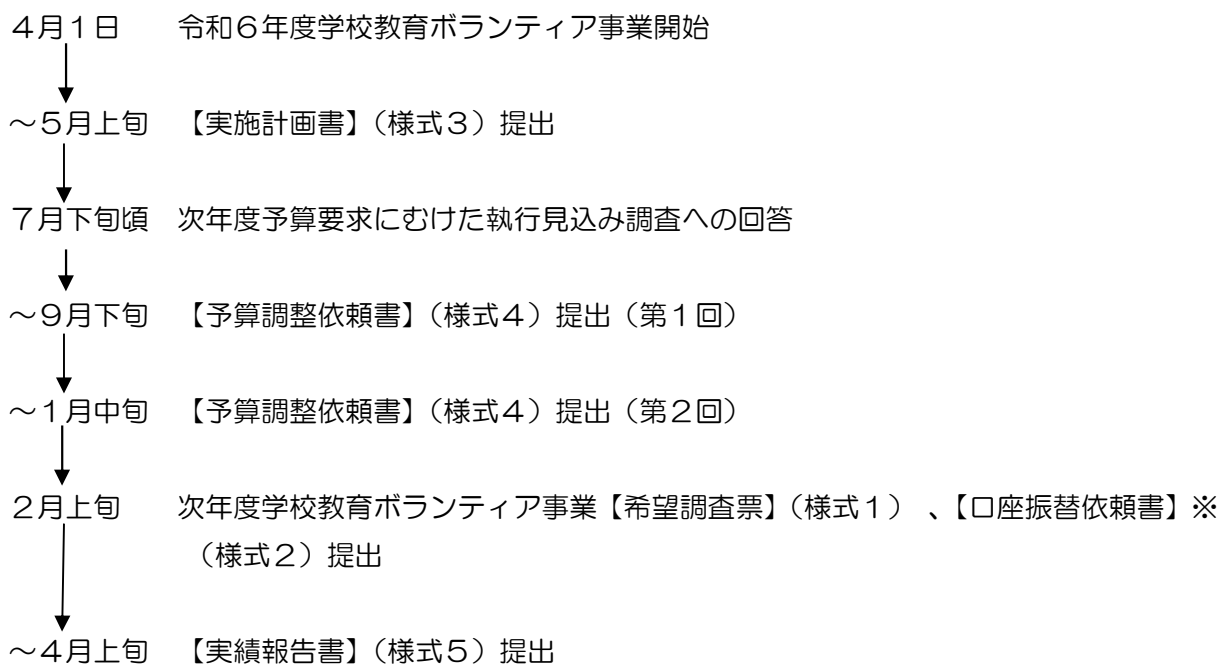 ４月１日　令和６年度学校教育ボランティア事業開始
～５月上旬　【実施計画書】（様式３）提出
７月下旬頃　次年度予算要求にむけた執行見込み調査への回答
～９月下旬　【予算調整依頼書】（様式４）提出（第１回）
～１月中旬　【予算調整依頼書】（様式４）提出（第２回）
２月上旬　次年度学校教育ボランティア事業【希望調査票】（様式１）　、【口座振替依頼書】※
（様式２）提出
～４月上旬　【実績報告書】（様式５）提出